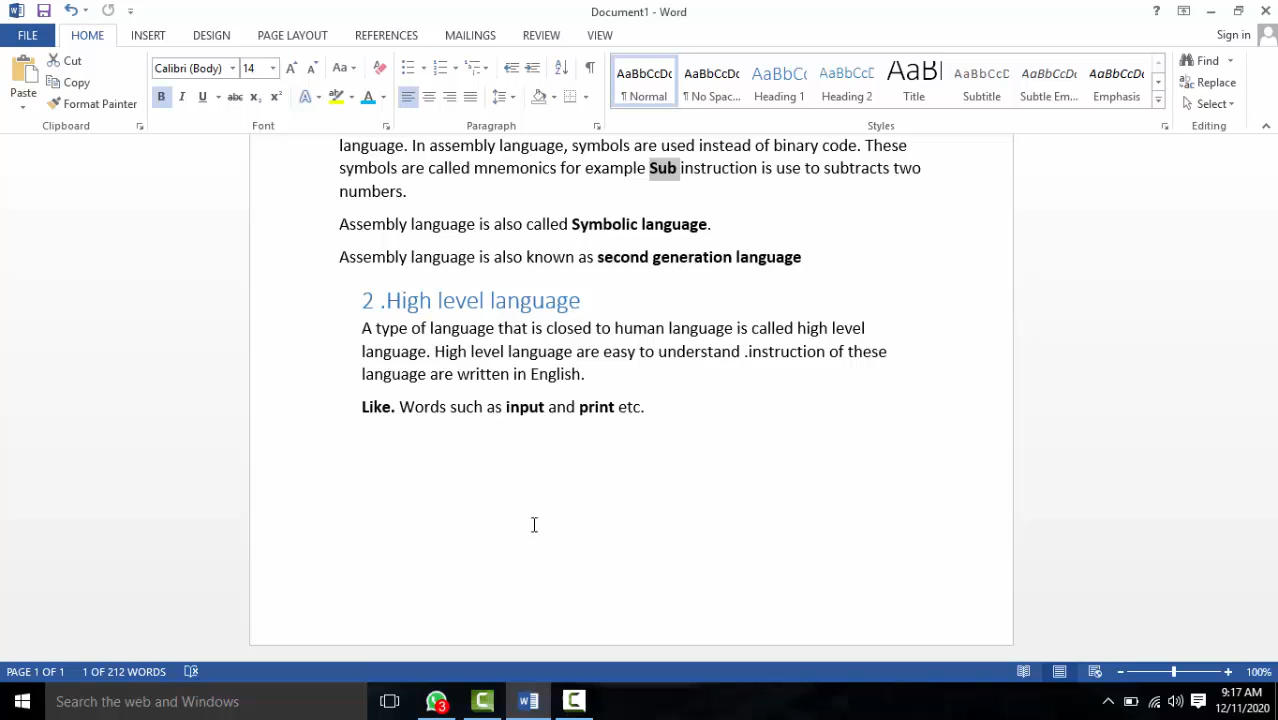 Document1 - Word
Sign in
FILE HOME INSERT DESIGN PAGE LAYOUT REFERENCES MAILINGS REVIEW VIEW
Paste
Cut
Copy
Format Painter
Clipboard
Calibri (Body) 14
Font
Paragraph
AaBbCcDc AaBbCcDc AaBbC( AaBbCcD AaBl AaBbCcD AaBbCcDc AaBbCcDc
¶ Normal ¶ No Spac... Heading 1 Heading 2 Title Subtitle Subtle Em... Emphasis
Styles
Find
Replace
Select
Editing
language. In assembly language, symbols are used instead of binary code. These
symbols are called mnemonics for example Sub instruction is use to subtracts two
numbers.
Assembly language is also called Symbolic language.
Assembly language is also known as second generation language
2 .High level language
A type of language that is closed to human language is called high level
language. High level language are easy to understand .instruction of these
language are written in English.
Like. Words such as input and print etc.
PAGE 1 OF 1 1 OF 212 WORDS 100%
Search the web and Windows
3
9:17 AM
12/11/2020